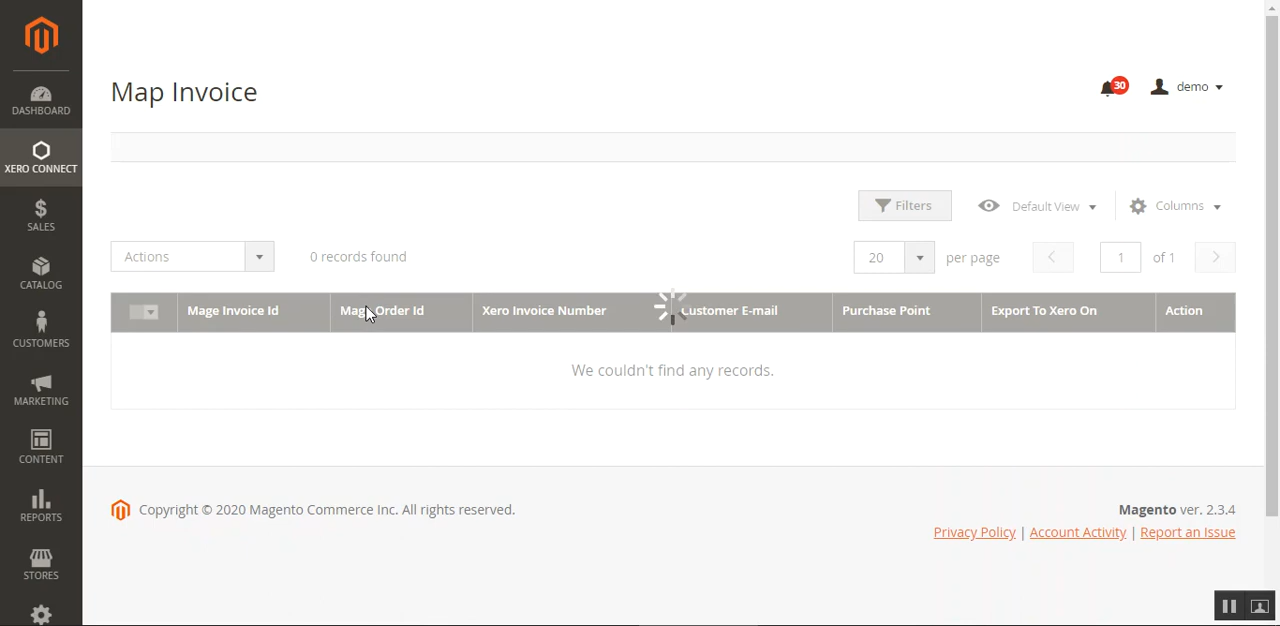 Map Invoice
30
demo
DASHBOARD
XERO CONNECT
SALES
CATALOG
CUSTOMERS
MARKETING
CONTENT
REPORTS
STORES
Filters
Default View
Columns
Actions
0 records found
20
per page
1
of 1
Mage Invoice Id
Mage Order Id
Xero Invoice Number
Customer E-mail
Purchase Point
Export To Xero On
Action
We couldn't find any records.
Copyright © 2020 Magento Commerce Inc. All rights reserved.
Magento ver. 2.3.4
Privacy Policy | Account Activity | Report an Issue